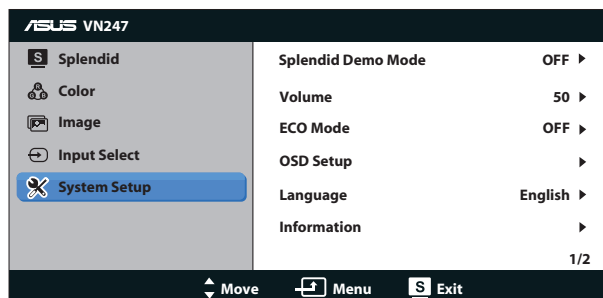 ASUS VN247
S Splendid
Color
Image
Input Select
System Setup
Splendid Demo Mode OFF
Volume 50
ECO Mode OFF
OSD Setup
Language English
Information
1/2
Move Menu S Exit